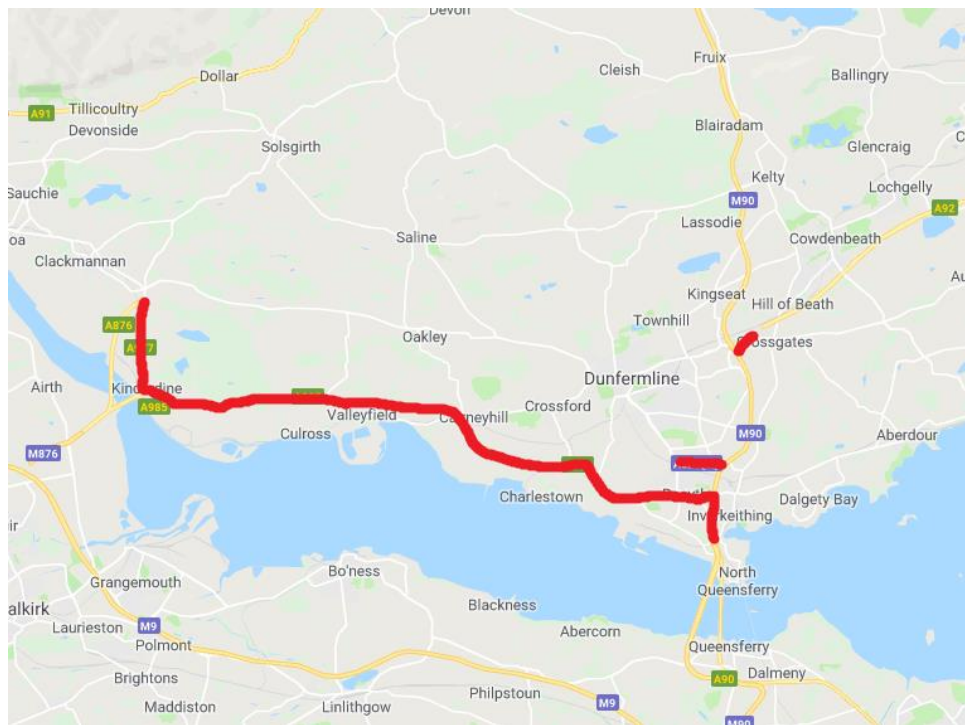 Devon
Fruix
Cleish
Ballingry
Dollar
A91
Tillicoultry
Devonside
Blairadam
Solsgirth
Glencraig
Kelty
Sauchie
Lochgelly
M90
A92
Lassodie
oa
Saline
Cowdenbeath
Clackmannan
Kingseat
Hill of Beath
A876
Townhill
Oakley
Airth
Dunfermline
A985
Crossford
Valleyfield
M90
Culross
Aberdour
M876
Charlestown
Dalgety Bay
Inverkeithing
Grangemouth
Bo'ness
North
Queensferry
alkirk
Blackness
Laurieston
M9
Abercorn
Polmont
Queensferry
Brightons
A90
Dalmeny
Philpstoun
M9
Maddiston
Linlithgow
M90